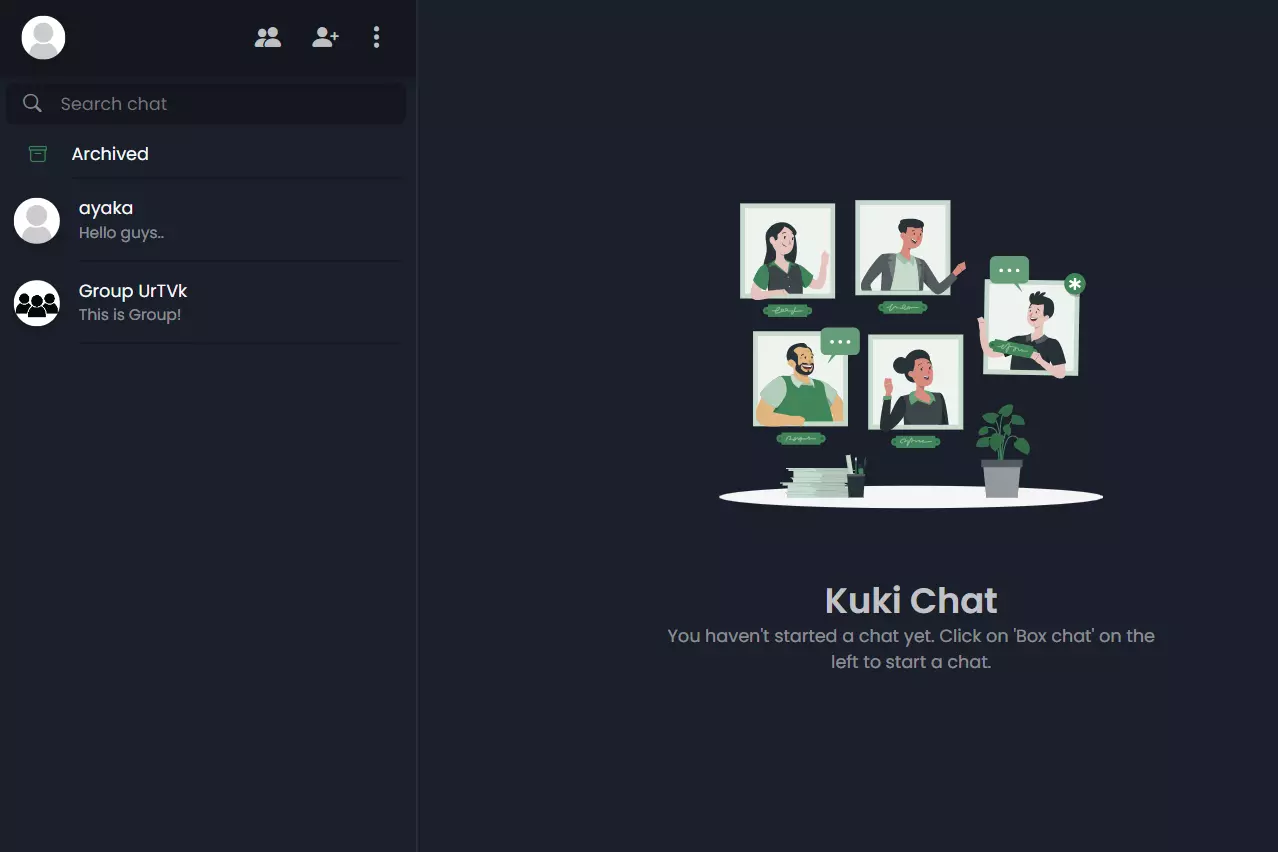 Search chat
Archived
ayaka
Hello guys..
Group UrTVk
This is Group!
Kuki Chat
You haven't started a chat yet. Click on 'Box chat' on the
left to start a chat.